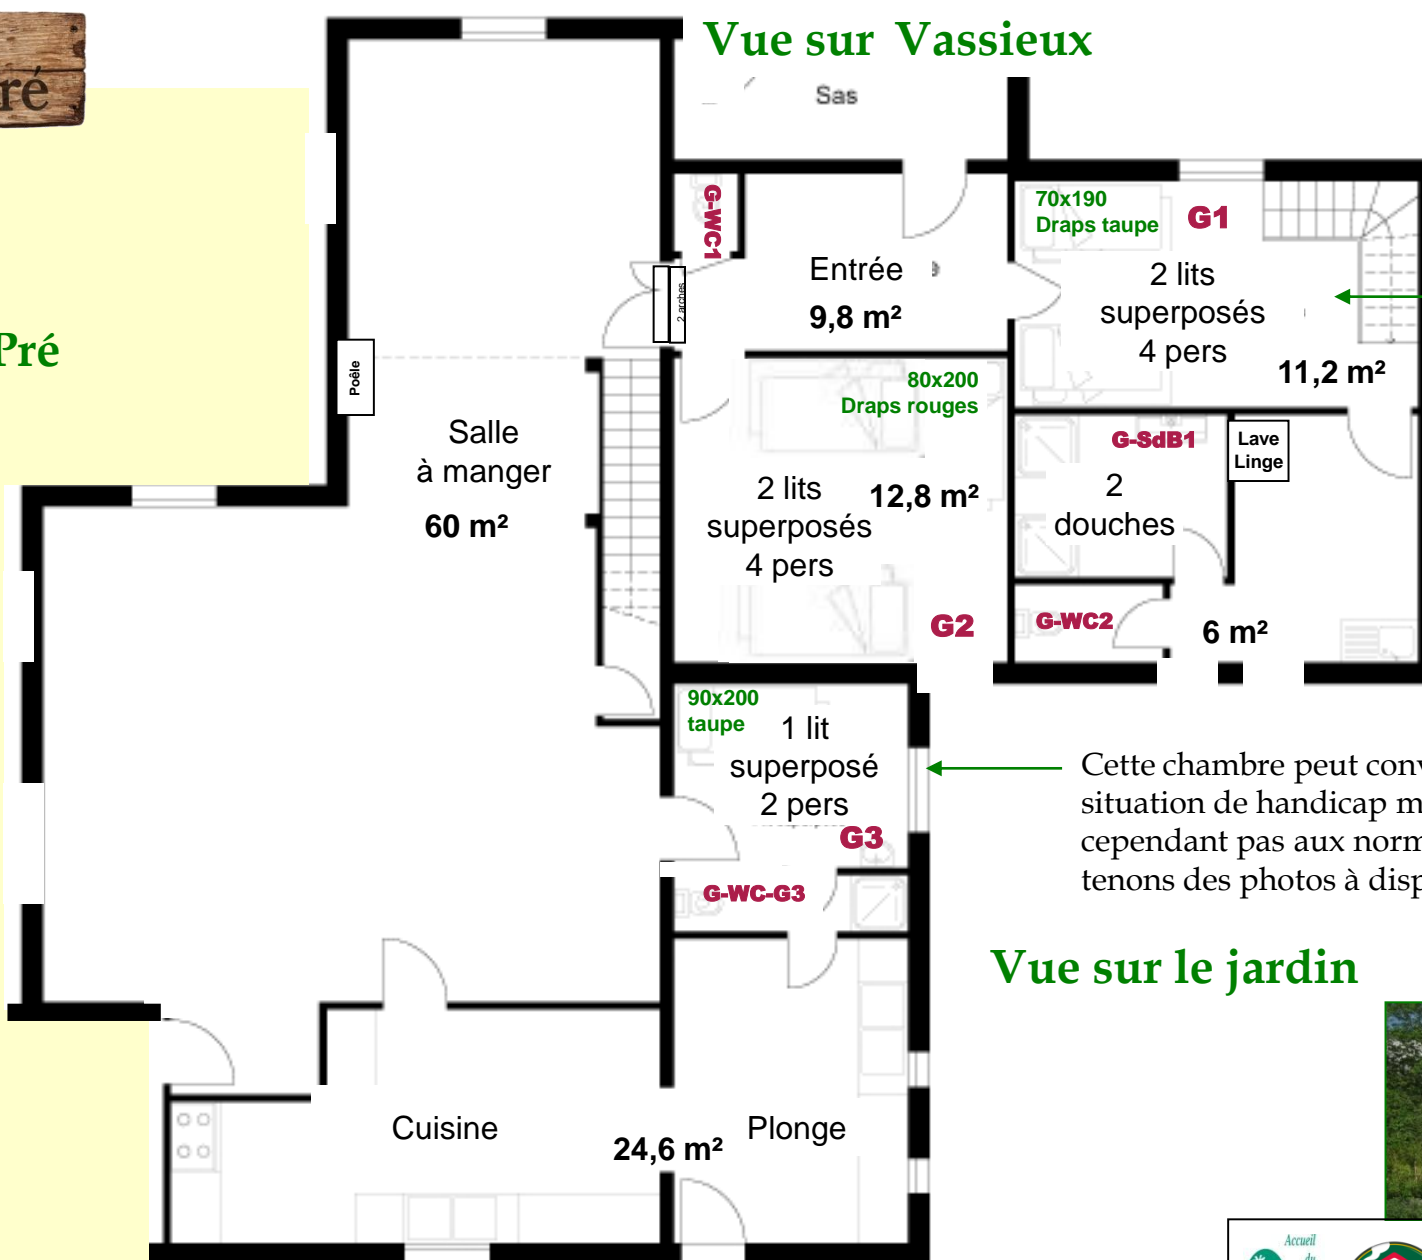 Vue sur Vassieux
ré
Sas
G-WC1
70x190
Draps taupe
G1
Entrée
9,8 m²
2 lits
superposés
4 pers
11,2 m²
2 arches
Pré
Poêle
80x200
Draps rouges
Salle
à manger
60 m²
2 lits
superposés
4 pers
12,8 m²
G2
G-SdB1
Lave
Linge
2
douches
G-WC2
6 m²
90x200
taupe
1 lit
superposé
2 pers
G3
G-WC-G3
Cette chambre peut conv
situation de handicap m
cependant pas aux norm
tenons des photos à disp
Vue sur le jardin
Cuisine
24,6 m²
Plonge
Accueil
du